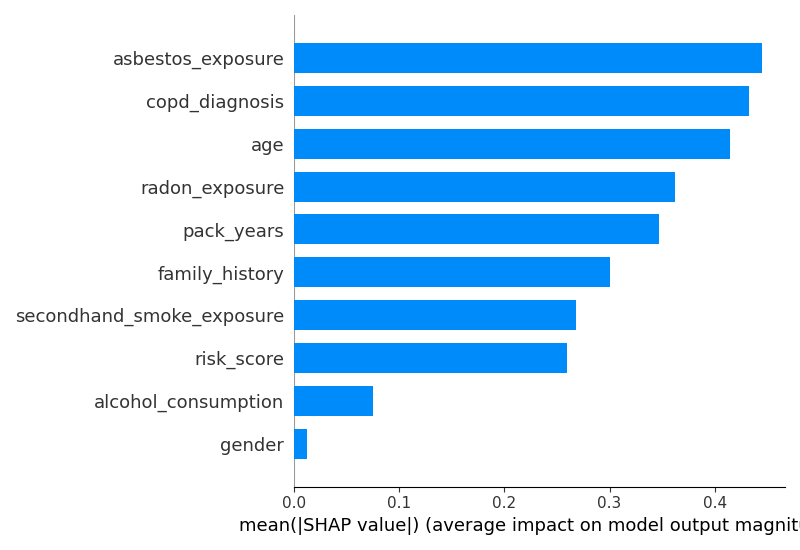 asbestos_exposure
copd_diagnosis
age
radon_exposure
pack_years
family_history
secondhand_smoke_exposure
risk_score
alcohol_consumption
gender
0.0 0.1 0.2 0.3 0.4
mean(|SHAP value|) (average impact on model output magnitu